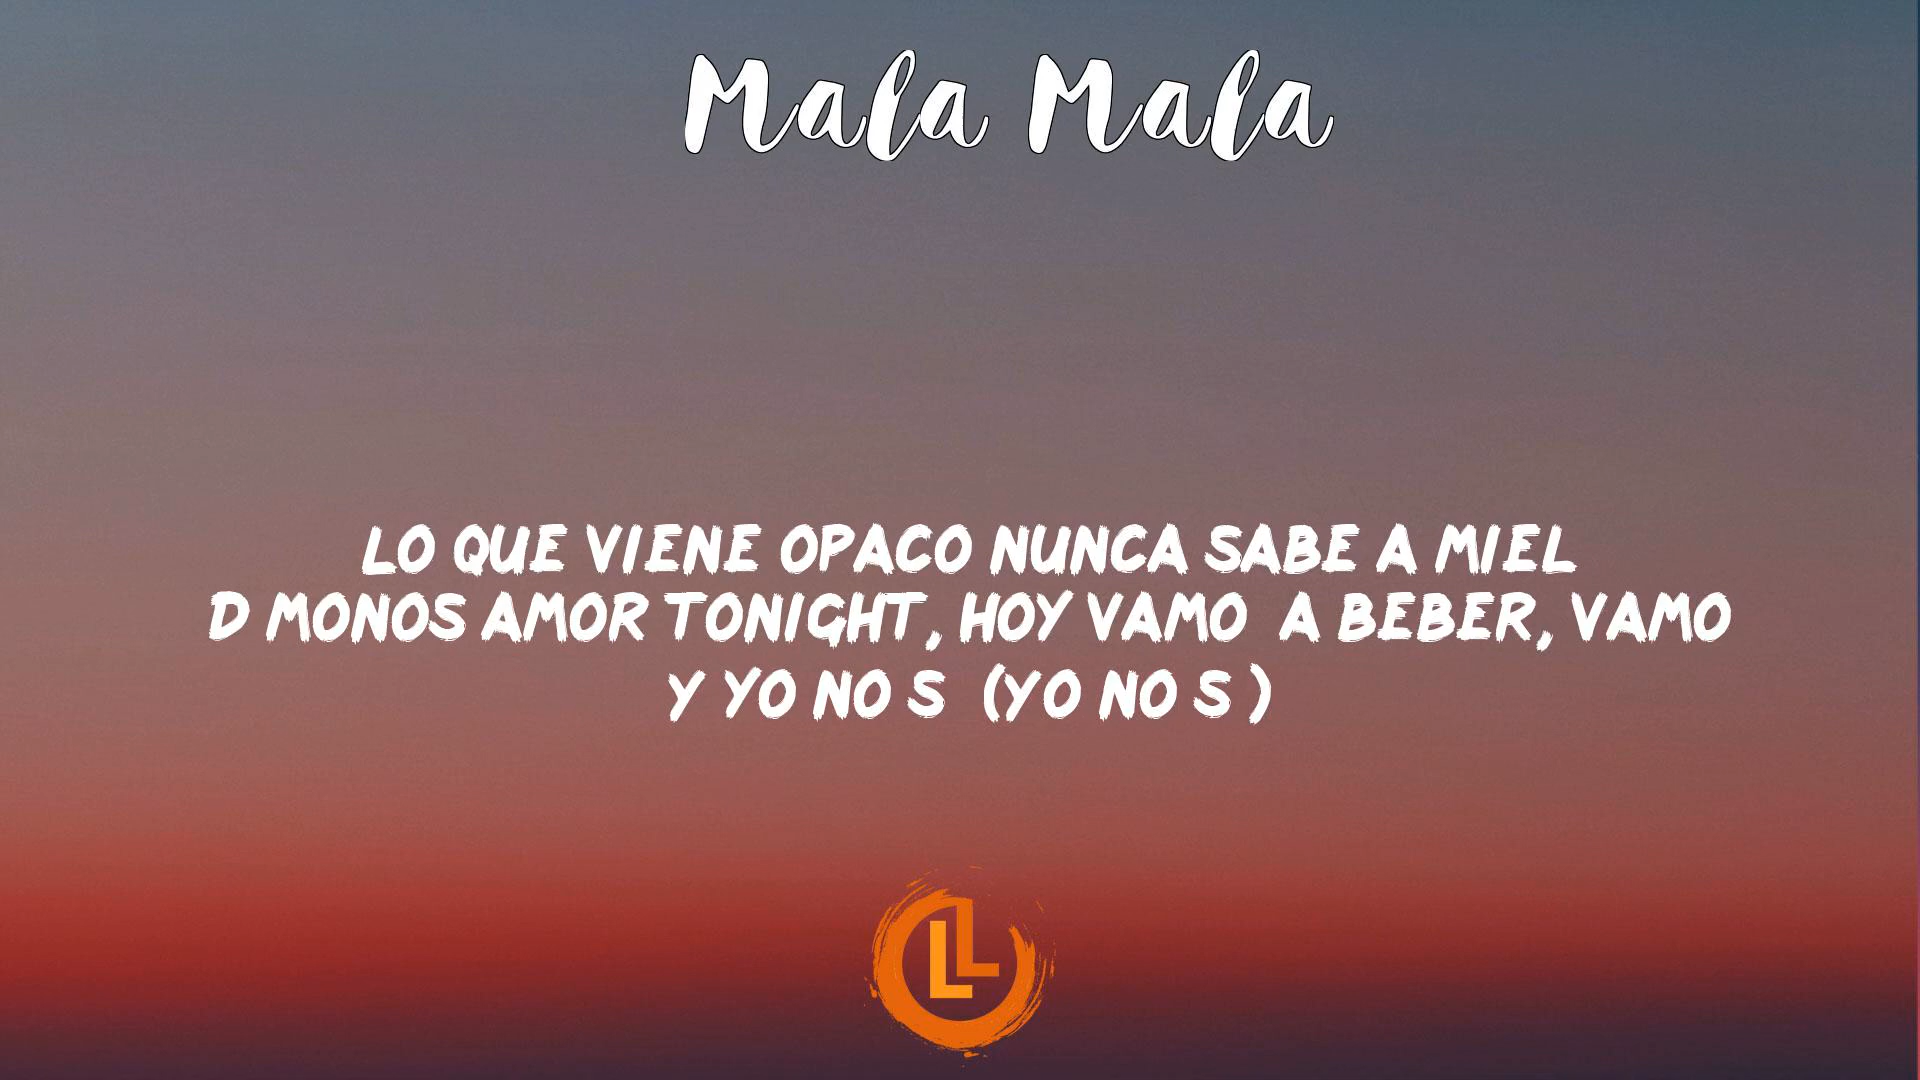 Mala Mala
LO QUE VIENE OPACO NUNCA SABE A MIEL
D MONOS AMOR TONIGHT, HOY VAMO  A BEBER, VAMO
Y YO NO S  (YO NO S )
LL